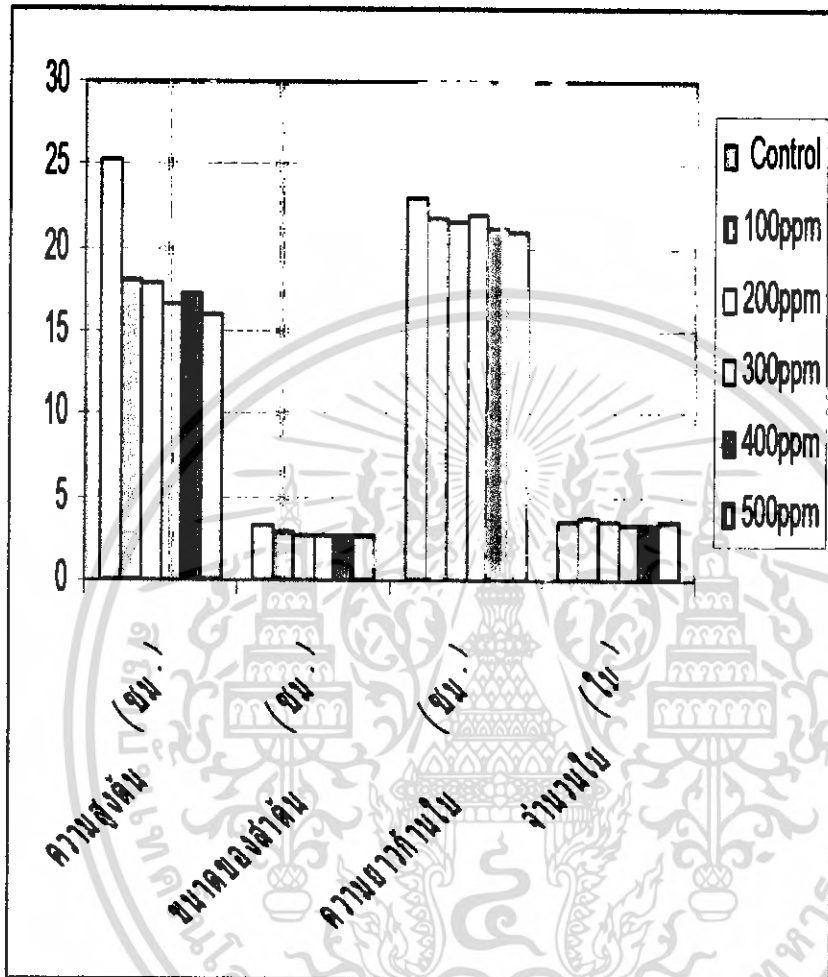 30
25
20
15
10
5
0
Control
100ppm
200ppm
300ppm
400ppm
500ppm
ความสูงต้น (ซม.)
ขนาดของลำต้น (ซม.)
ความยาวก้านใบ (ซม.)
จำนวนใบ (ใบ)